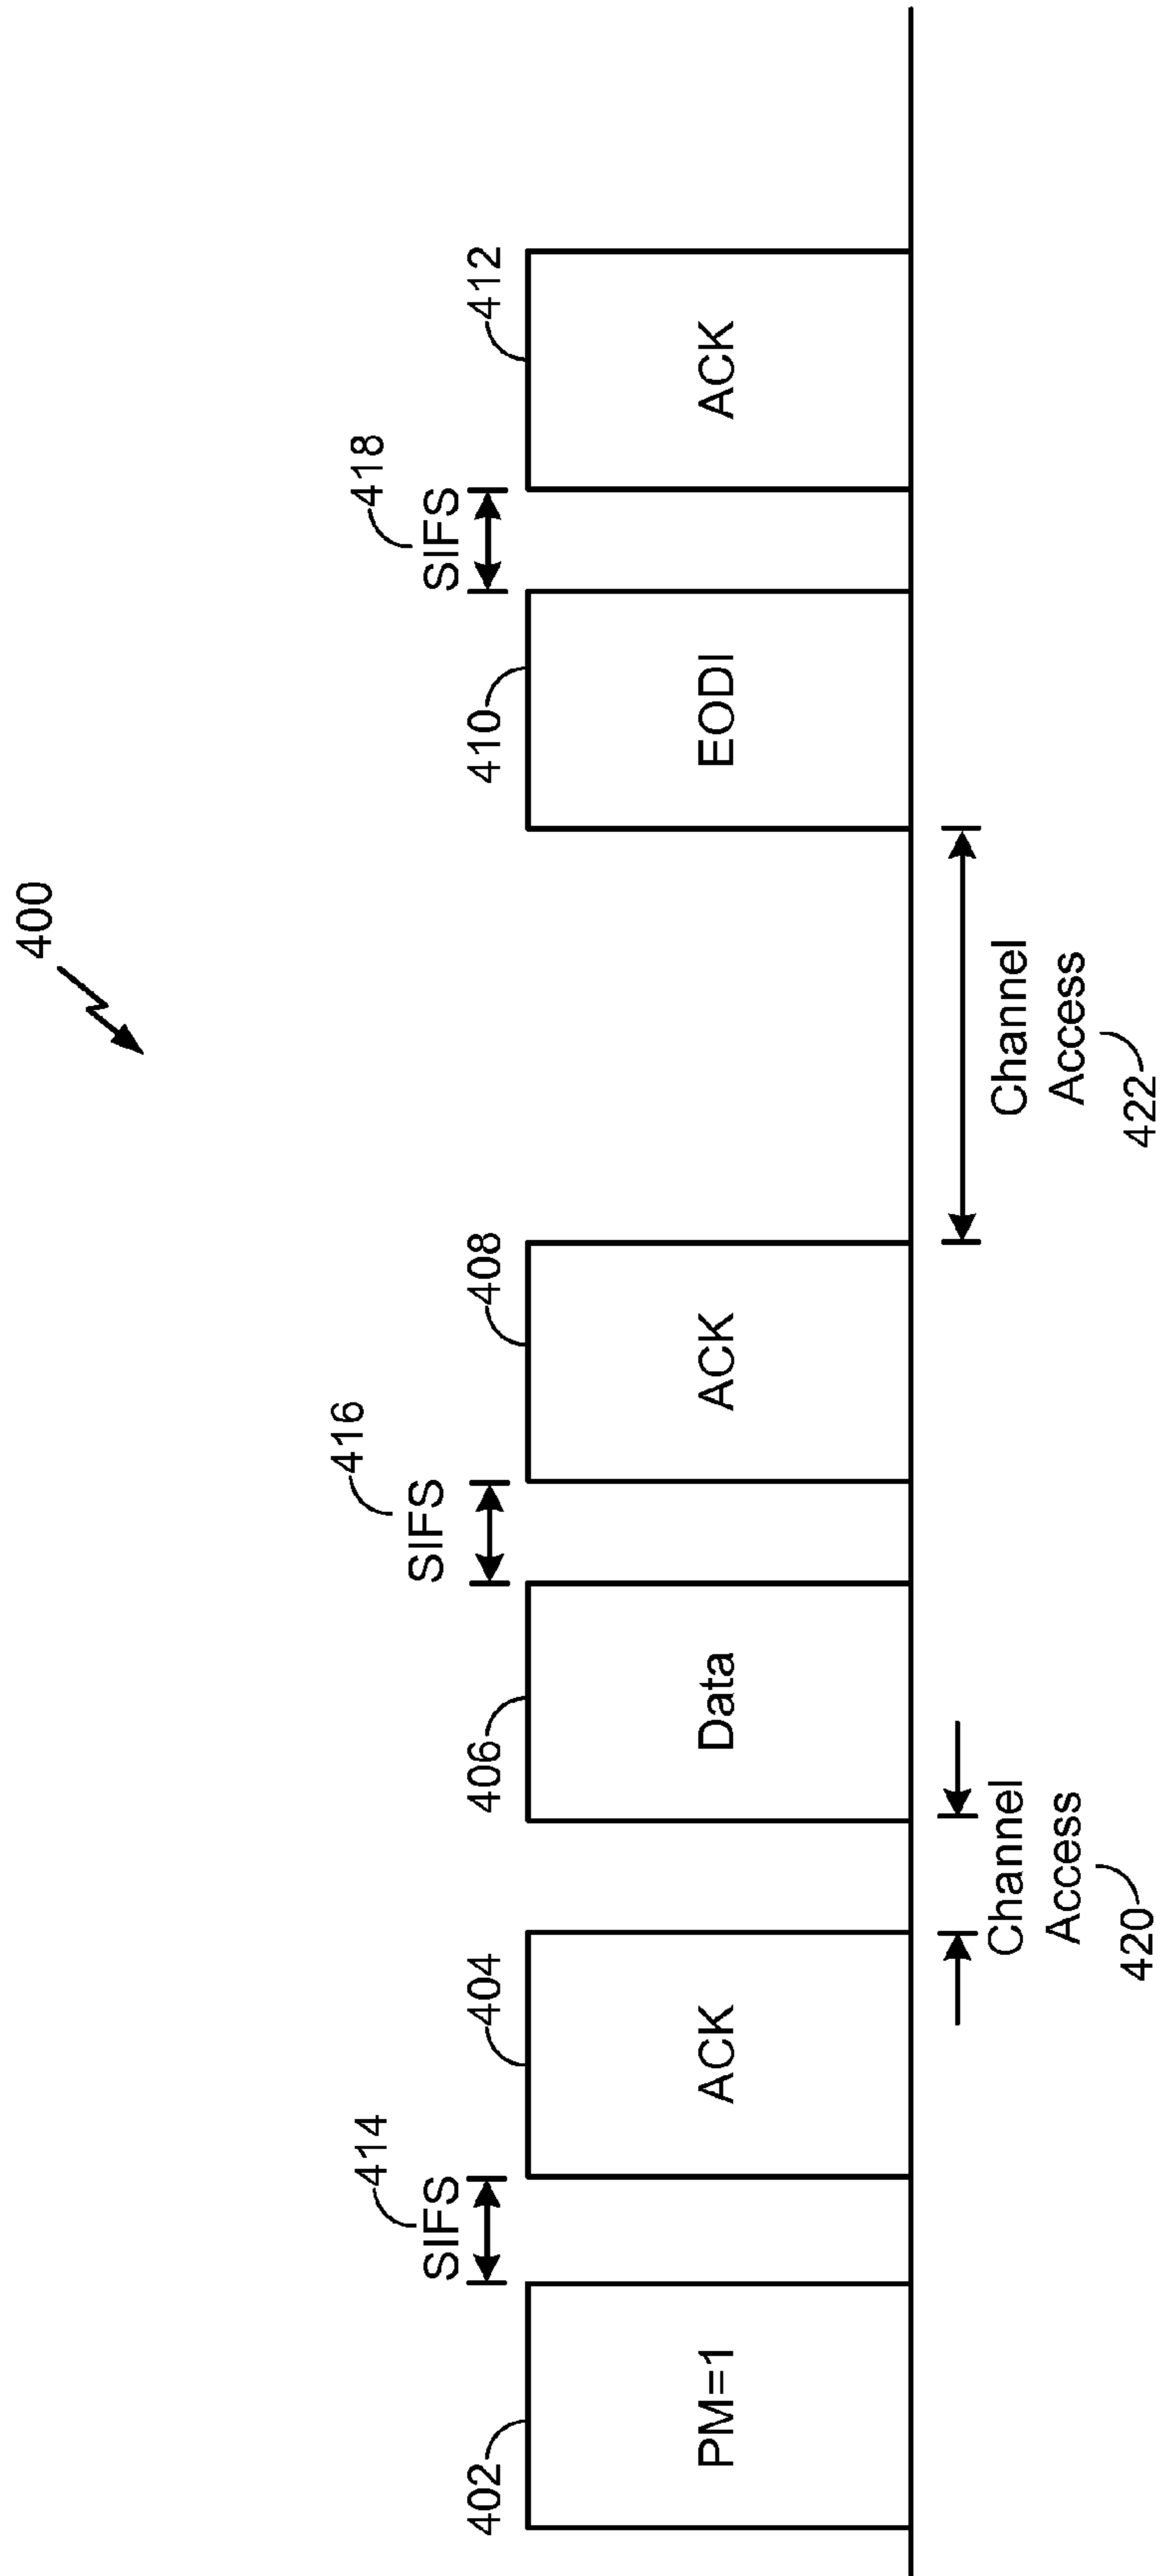 400
402
PM=1
414
SIFS
404
ACK
Channel
Access
420
406
Data
416
SIFS
408
ACK
Channel
Access
422
410
EODI
418
SIFS
412
ACK